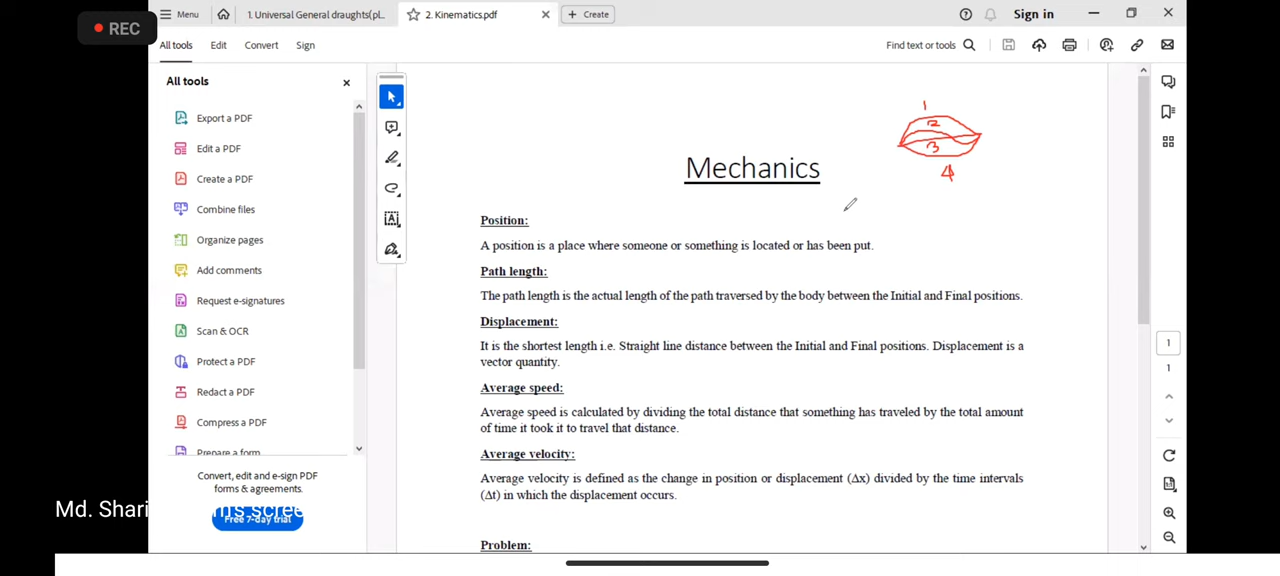 REC
Menu
1. Universal General draughts(pl...
2. Kinematics.pdf
Create
Sign in
All tools
Edit
Convert
Sign
Find text or tools
All tools
Export a PDF
Edit a PDF
Create a PDF
Combine files
Organize pages
Add comments
Request e-signatures
Scan & OCR
Protect a PDF
Redact a PDF
Compress a PDF
Prepare a form
Convert, edit and e-sign PDF
forms & agreements.
Free 7-day trial
Md. Shari
1
2
3
4
Mechanics
Position:
A position is a place where someone or something is located or has been put.
Path length:
The path length is the actual length of the path traversed by the body between the Initial and Final positions.
Displacement:
It is the shortest length i.e. Straight line distance between the Initial and Final positions. Displacement is a
vector quantity.
Average speed:
Average speed is calculated by dividing the total distance that something has traveled by the total amount
of time it took it to travel that distance.
Average velocity:
Average velocity is defined as the change in position or displacement (Δx) divided by the time intervals
(Δt) in which the displacement occurs.
Problem:
1
1